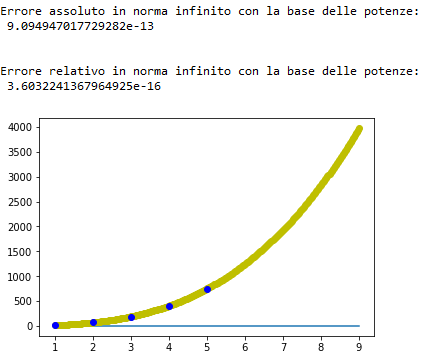 Errore assoluto in norma infinito con la base delle potenze:
9.094947017729282e-13
Errore relativo in norma infinito con la base delle potenze:
3.6032241367964925e-16
4000
3500
3000
2500
2000
1500
1000
500
0
1 2 3 4 5 6 7 8 9